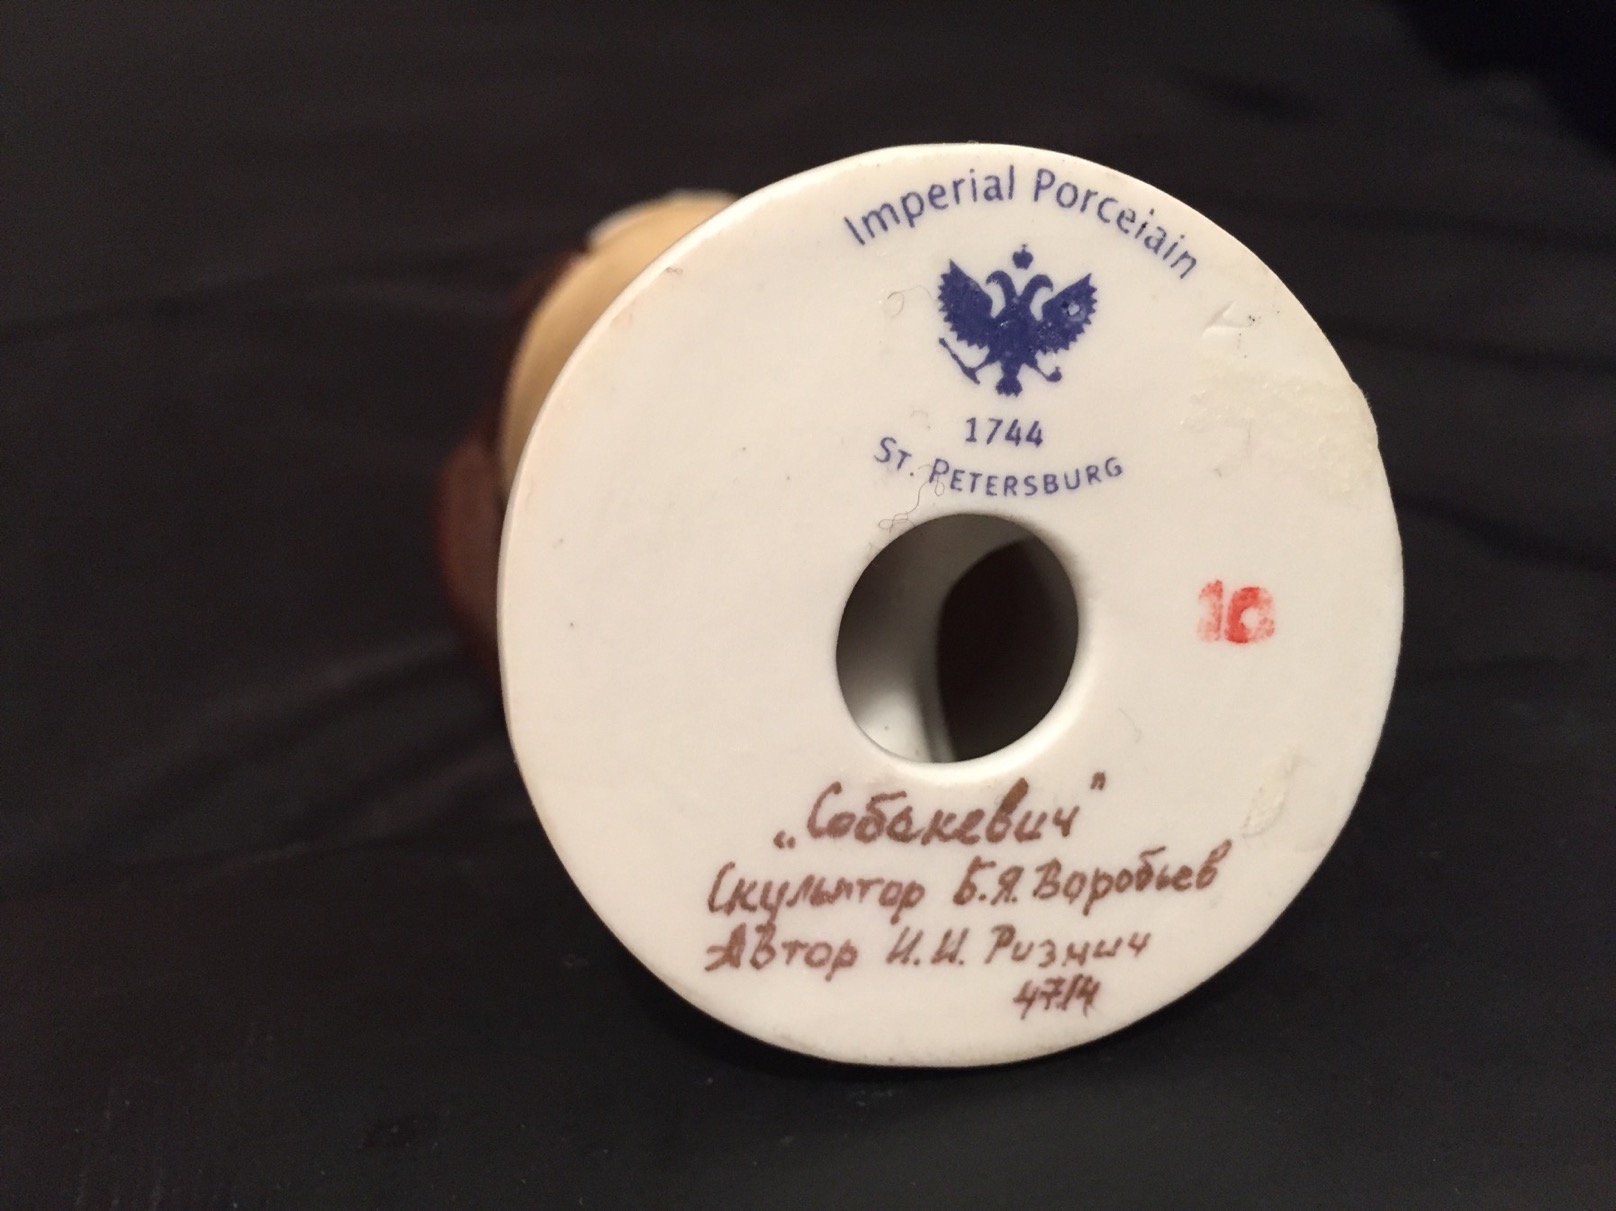 Imperial Porcelain
1744
ST. PETERSBURG
10
„Собакевич"
Скульптор Б.Я. Воробьев
Автор И.И. Ризнич
47/4